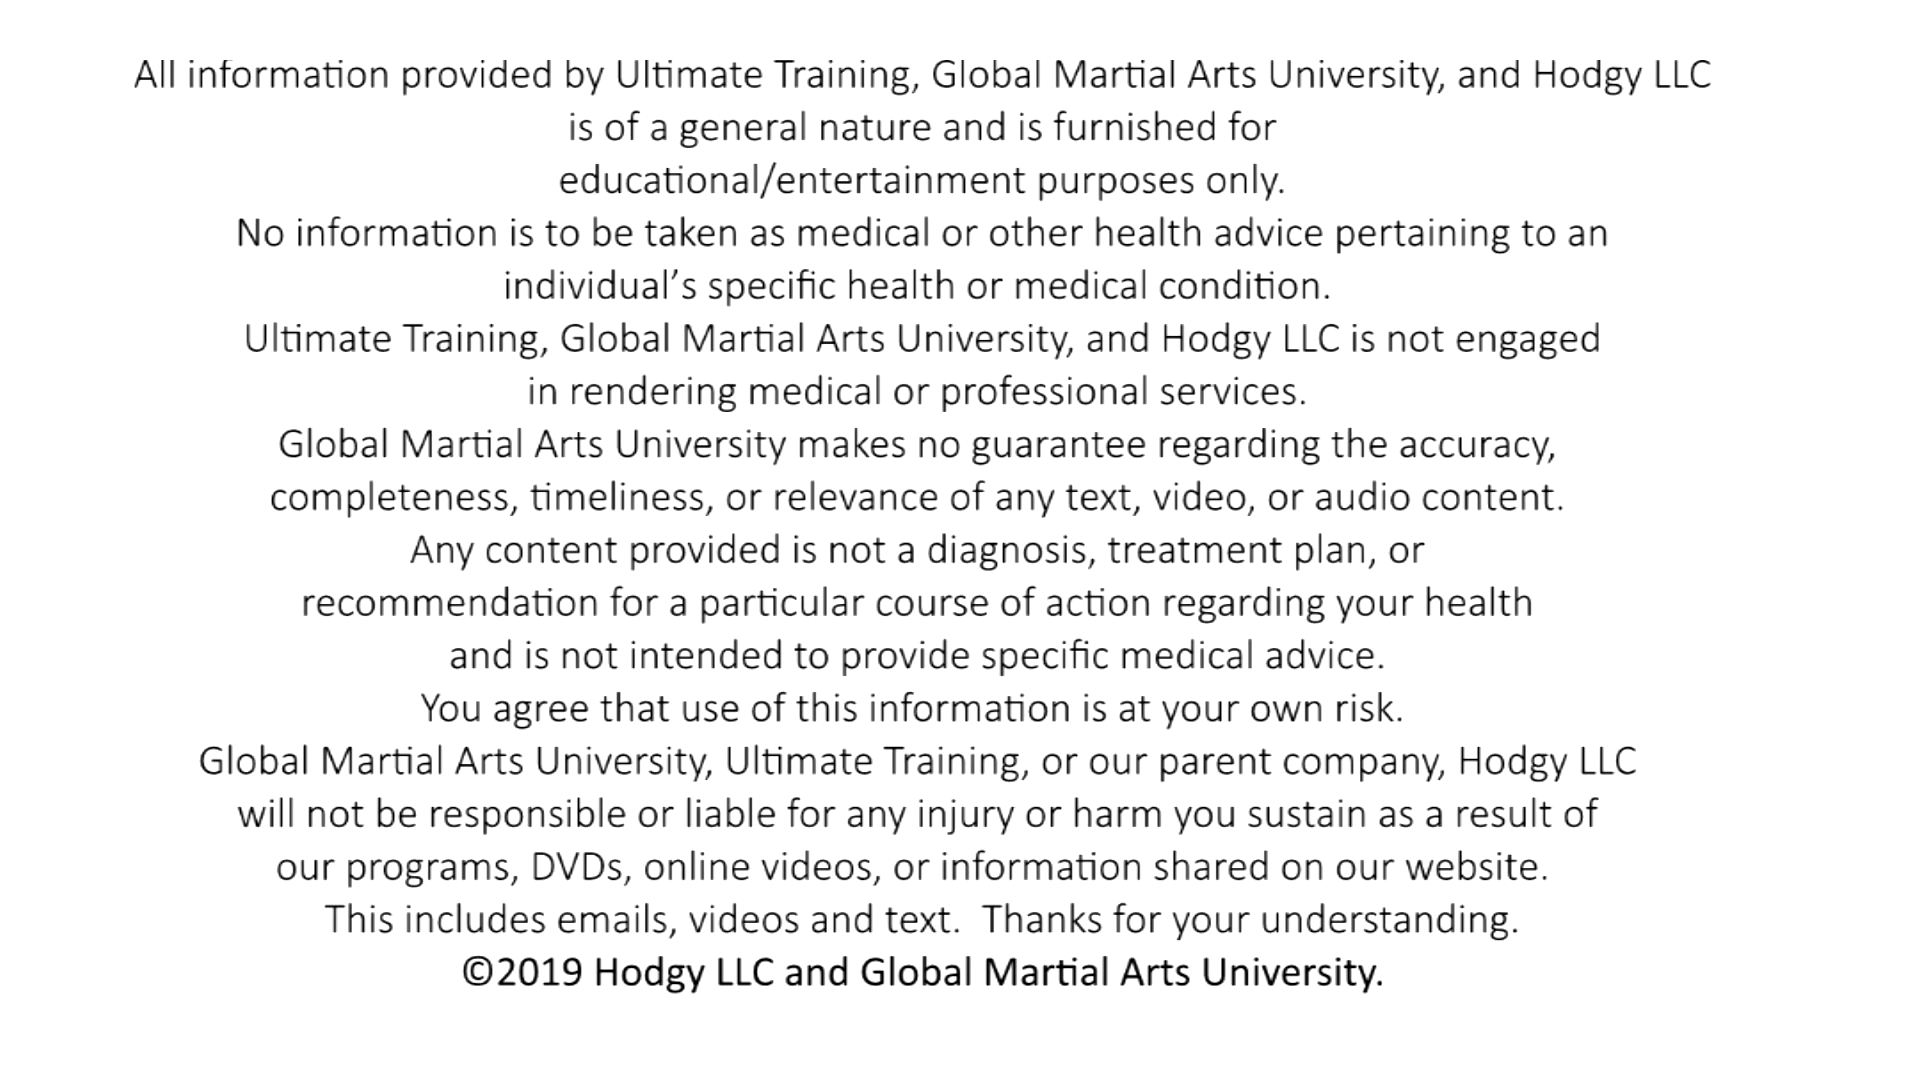 All information provided by Ultimate Training, Global Martial Arts University, and Hodgy LLC
is of a general nature and is furnished for
educational/entertainment purposes only.
No information is to be taken as medical or other health advice pertaining to an
individual’s specific health or medical condition.
Ultimate Training, Global Martial Arts University, and Hodgy LLC is not engaged
in rendering medical or professional services.
Global Martial Arts University makes no guarantee regarding the accuracy,
completeness, timeliness, or relevance of any text, video, or audio content.
Any content provided is not a diagnosis, treatment plan, or
recommendation for a particular course of action regarding your health
and is not intended to provide specific medical advice.
You agree that use of this information is at your own risk.
Global Martial Arts University, Ultimate Training, or our parent company, Hodgy LLC
will not be responsible or liable for any injury or harm you sustain as a result of
our programs, DVDs, online videos, or information shared on our website.
This includes emails, videos and text.  Thanks for your understanding.
©2019 Hodgy LLC and Global Martial Arts University.